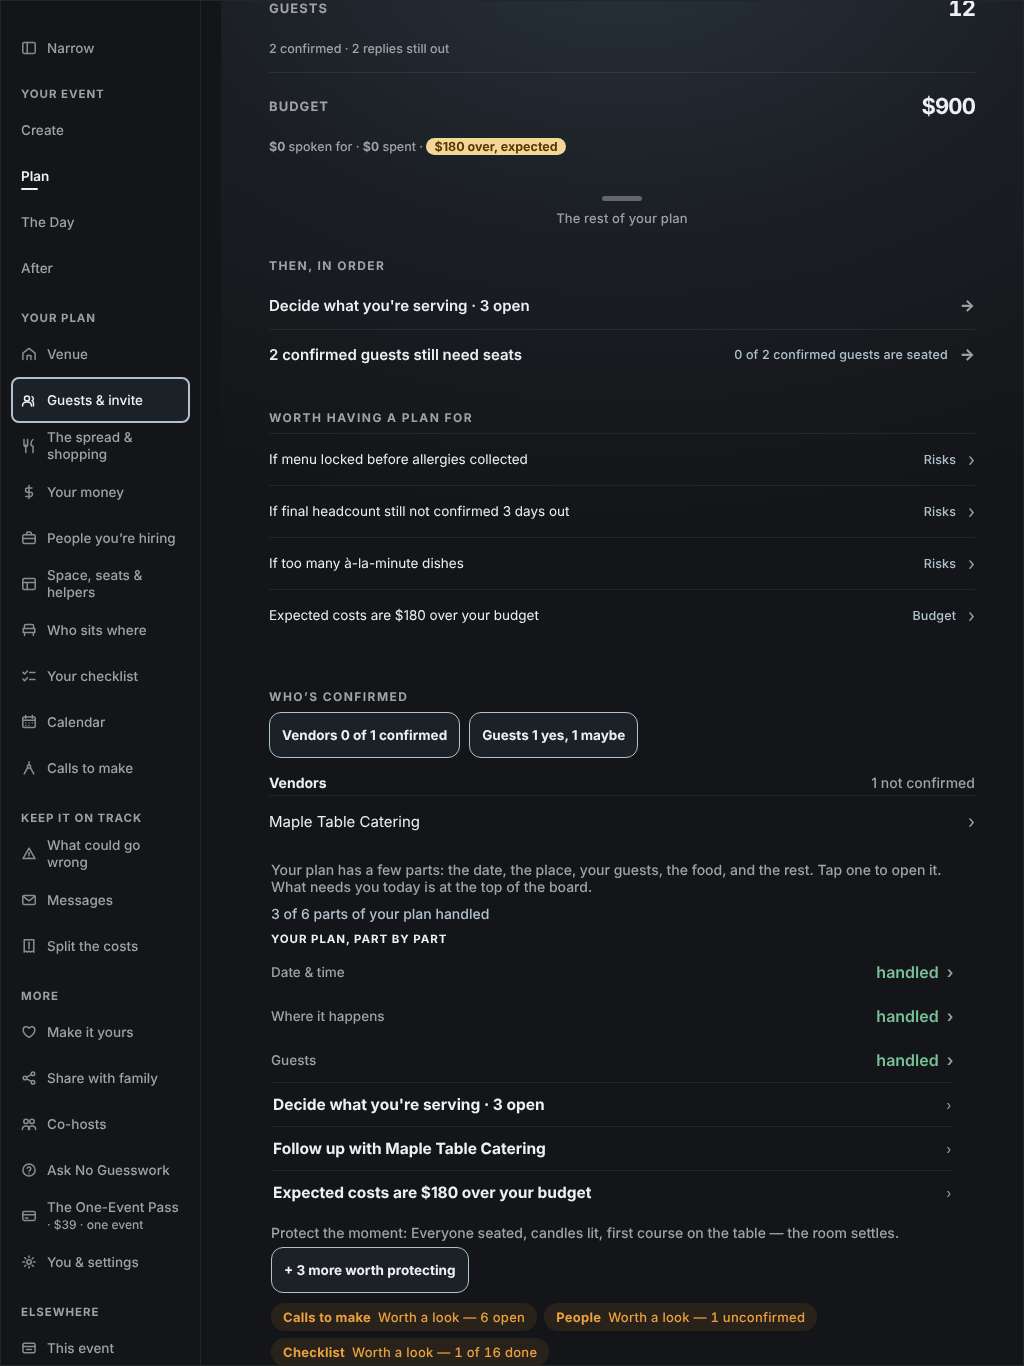 Narrow
YOUR EVENT
Create
Plan
The Day
After
YOUR PLAN
Venue
Guests & invite
The spread &
shopping
Your money
People you're hiring
Space, seats &
helpers
Who sits where
Your checklist
Calendar
Calls to make
KEEP IT ON TRACK
What could go
wrong
Messages
Split the costs
MORE
Make it yours
Share with family
Co-hosts
Ask No Guesswork
The One-Event Pass
· $39 · one event
You & settings
ELSEWHERE
This event
GUESTS 12
2 confirmed · 2 replies still out
BUDGET $900
$0 spoken for · $0 spent · $180 over, expected
The rest of your plan
THEN, IN ORDER
Decide what you're serving · 3 open →
2 confirmed guests still need seats 0 of 2 confirmed guests are seated →
WORTH HAVING A PLAN FOR
If menu locked before allergies collected Risks ›
If final headcount still not confirmed 3 days out Risks ›
If too many à-la-minute dishes Risks ›
Expected costs are $180 over your budget Budget ›
WHO'S CONFIRMED
Vendors 0 of 1 confirmed Guests 1 yes, 1 maybe
Vendors 1 not confirmed
Maple Table Catering ›
Your plan has a few parts: the date, the place, your guests, the food, and the rest. Tap one to open it.
What needs you today is at the top of the board.
3 of 6 parts of your plan handled
YOUR PLAN, PART BY PART
Date & time handled ›
Where it happens handled ›
Guests handled ›
Decide what you're serving · 3 open ›
Follow up with Maple Table Catering ›
Expected costs are $180 over your budget ›
Protect the moment: Everyone seated, candles lit, first course on the table — the room settles.
+ 3 more worth protecting
Calls to make Worth a look — 6 open People Worth a look — 1 unconfirmed
Checklist Worth a look — 1 of 16 done